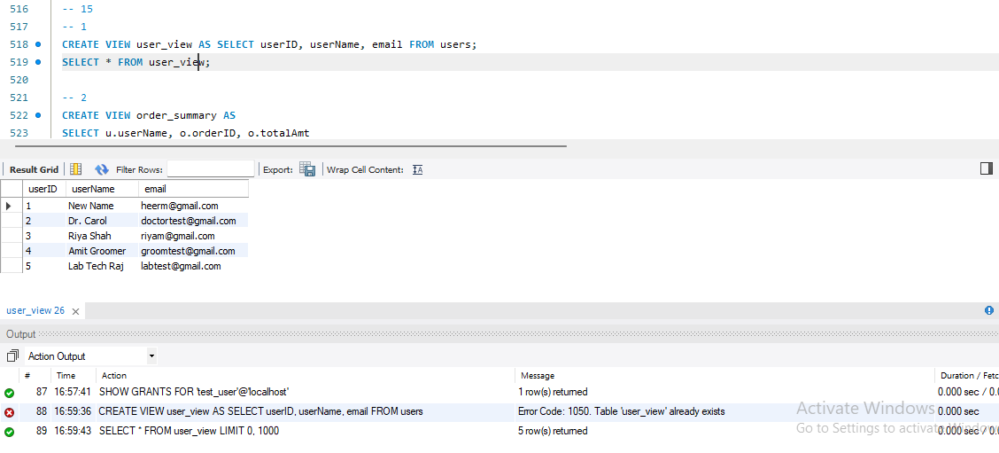 516 -- 15
517 -- 1
518 CREATE VIEW user_view AS SELECT userID, userName, email FROM users;
519 SELECT * FROM user_view;
520
521 -- 2
522 CREATE VIEW order_summary AS
523 SELECT u.userName, o.orderID, o.totalAmt
Result Grid Filter Rows: Export: Wrap Cell Content: IA
userID userName email
1 New Name heerm@gmail.com
2 Dr. Carol doctortest@gmail.com
3 Riya Shah riyam@gmail.com
4 Amit Groomer groomtest@gmail.com
5 Lab Tech Raj labtest@gmail.com
user_view 26
Output
Action Output
# Time Action Message Duration / Fetc
87 16:57:41 SHOW GRANTS FOR 'test_user'@'localhost' 1 row(s) returned 0.000 sec / 0.0
88 16:59:36 CREATE VIEW user_view AS SELECT userID, userName, email FROM users Error Code: 1050. Table 'user_view' already exists 0.000 sec
89 16:59:43 SELECT * FROM user_view LIMIT 0, 1000 5 row(s) returned 0.000 sec / 0.0
Activate Windows
Go to Settings to activate Windows